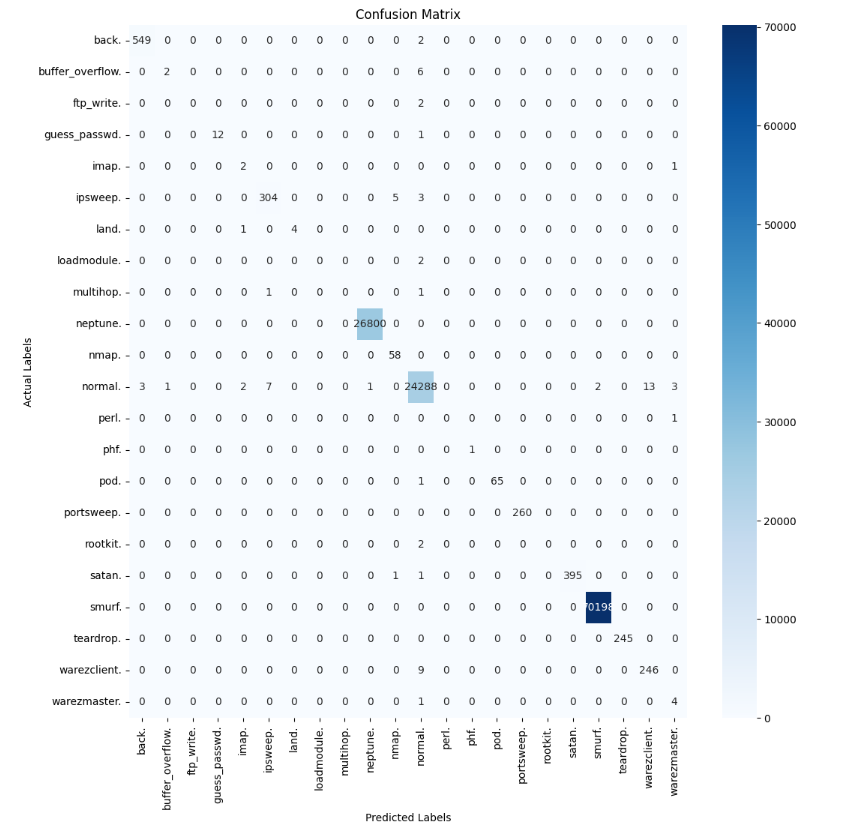 Confusion Matrix
back. 549 0 0 0 0 0 0 0 0 0 0 2 0 0 0 0 0 0 0 0 0 0
buffer_overflow. 0 2 0 0 0 0 0 0 0 0 0 6 0 0 0 0 0 0 0 0 0 0
ftp_write. 0 0 0 0 0 0 0 0 0 0 0 2 0 0 0 0 0 0 0 0 0 0
guess_passwd. 0 0 0 12 0 0 0 0 0 0 0 1 0 0 0 0 0 0 0 0 0 0
imap. 0 0 0 0 2 0 0 0 0 0 0 0 0 0 0 0 0 0 0 0 0 1
ipsweep. 0 0 0 0 0 304 0 0 0 0 5 3 0 0 0 0 0 0 0 0 0 0
land. 0 0 0 0 1 0 4 0 0 0 0 0 0 0 0 0 0 0 0 0 0 0
loadmodule. 0 0 0 0 0 0 0 0 0 0 0 2 0 0 0 0 0 0 0 0 0 0
multihop. 0 0 0 0 0 1 0 0 0 0 0 1 0 0 0 0 0 0 0 0 0 0
neptune. 0 0 0 0 0 0 0 0 0 26800 0 0 0 0 0 0 0 0 0 0 0 0
nmap. 0 0 0 0 0 0 0 0 0 0 58 0 0 0 0 0 0 0 0 0 0 0
normal. 3 1 0 0 2 7 0 0 0 1 0 24288 0 0 0 0 0 0 2 0 13 3
perl. 0 0 0 0 0 0 0 0 0 0 0 0 0 0 0 0 0 0 0 0 0 1
phf. 0 0 0 0 0 0 0 0 0 0 0 0 0 1 0 0 0 0 0 0 0 0
pod. 0 0 0 0 0 0 0 0 0 0 0 1 0 0 65 0 0 0 0 0 0 0
portsweep. 0 0 0 0 0 0 0 0 0 0 0 0 0 0 0 260 0 0 0 0 0 0
rootkit. 0 0 0 0 0 0 0 0 0 0 0 2 0 0 0 0 0 0 0 0 0 0
satan. 0 0 0 0 0 0 0 0 0 0 1 1 0 0 0 0 0 395 0 0 0 0
smurf. 0 0 0 0 0 0 0 0 0 0 0 0 0 0 0 0 0 0 70198 0 0 0
teardrop. 0 0 0 0 0 0 0 0 0 0 0 0 0 0 0 0 0 0 0 245 0 0
warezclient. 0 0 0 0 0 0 0 0 0 0 0 9 0 0 0 0 0 0 0 0 246 0
warezmaster. 0 0 0 0 0 0 0 0 0 0 0 1 0 0 0 0 0 0 0 0 0 4
Actual Labels
back.
buffer_overflow.
ftp_write.
guess_passwd.
imap.
ipsweep.
land.
loadmodule.
multihop.
neptune.
nmap.
normal.
perl.
phf.
pod.
portsweep.
rootkit.
satan.
smurf.
teardrop.
warezclient.
warezmaster.
Predicted Labels
70000
60000
50000
40000
30000
20000
10000
0